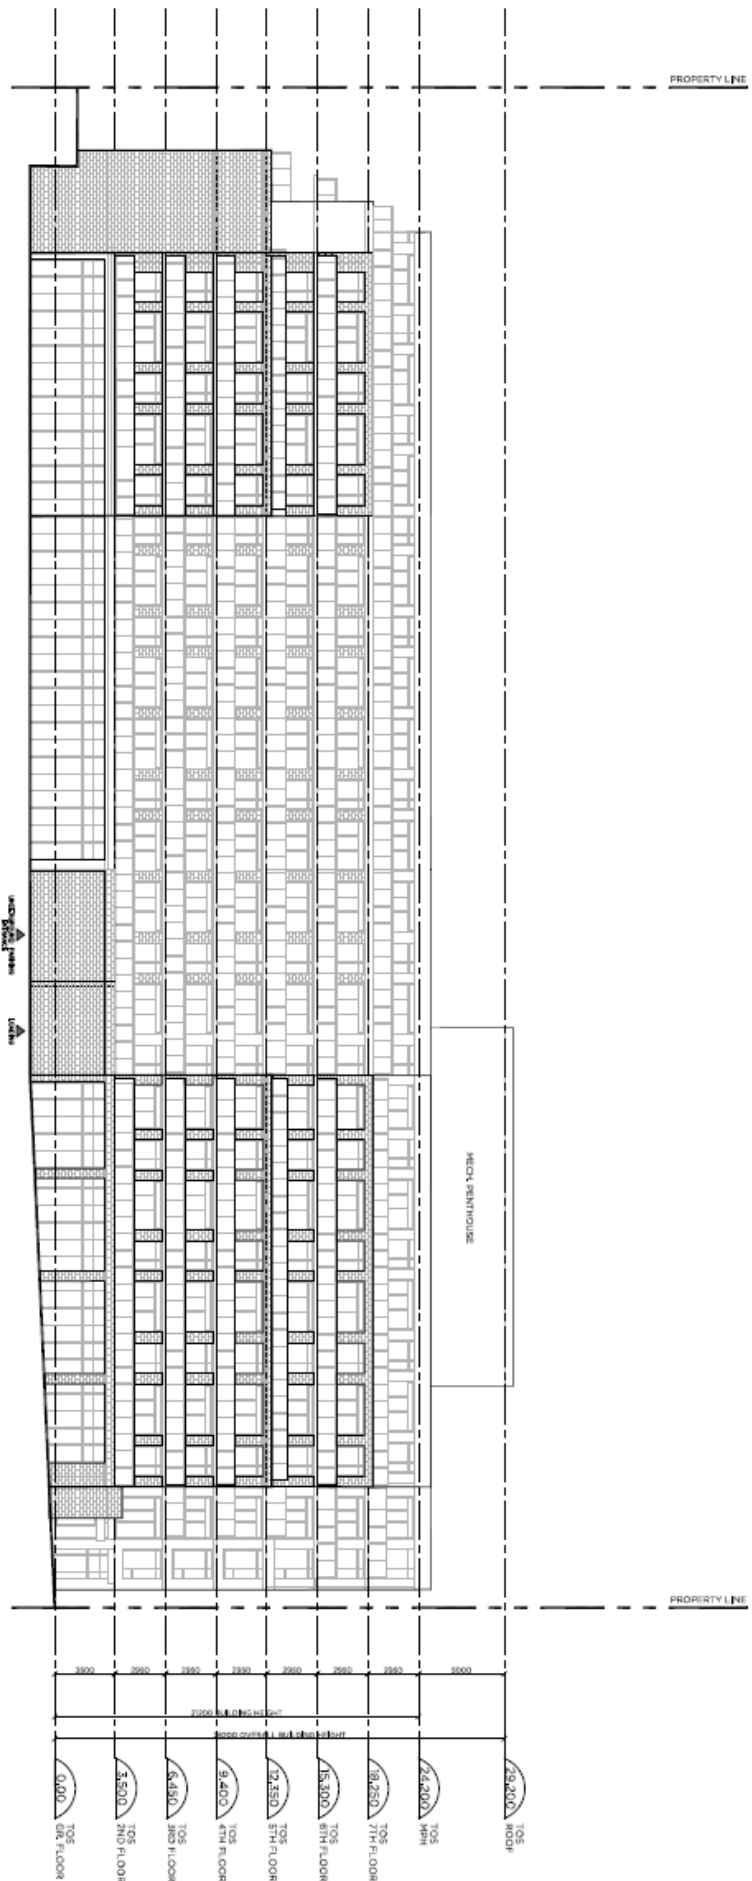 PROPERTY LINE
UNDERGROUND PARKING
ENTRANCE
LOADING
MECH. PENTHOUSE
PROPERTY LINE
3500
2950
2950
2950
2950
2950
2950
5000
21200 BUILDING HEIGHT
OVERALL BUILDING HEIGHT
29,200
TOS
ROOF
24,200
TOS
MPH
18,250
TOS
7TH FLOOR
15,300
TOS
6TH FLOOR
12,350
TOS
5TH FLOOR
9,400
TOS
4TH FLOOR
6,450
TOS
3RD FLOOR
3,500
TOS
2ND FLOOR
0.00
TOS
GR. FLOOR